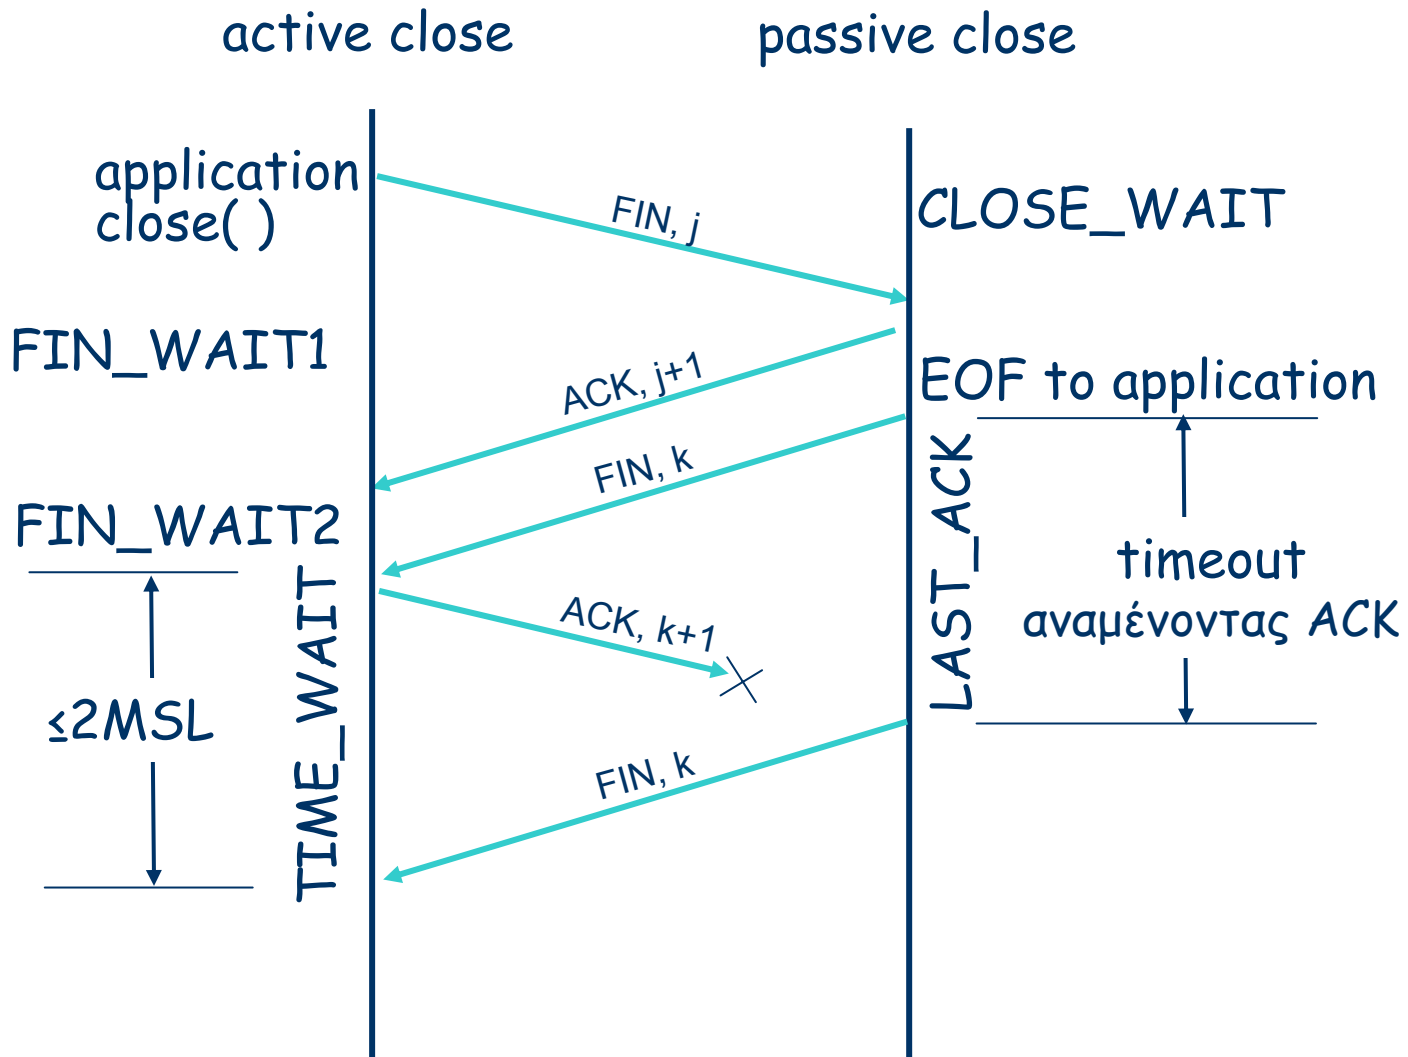 active close
passive close
application
close( )
FIN, j
CLOSE_WAIT
FIN_WAIT1
ACK, j+1
EOF to application
FIN, k
LAST_ACK
FIN_WAIT2
timeout
αναμένοντας ACK
TIME_WAIT
ACK, k+1
≤2MSL
FIN, k